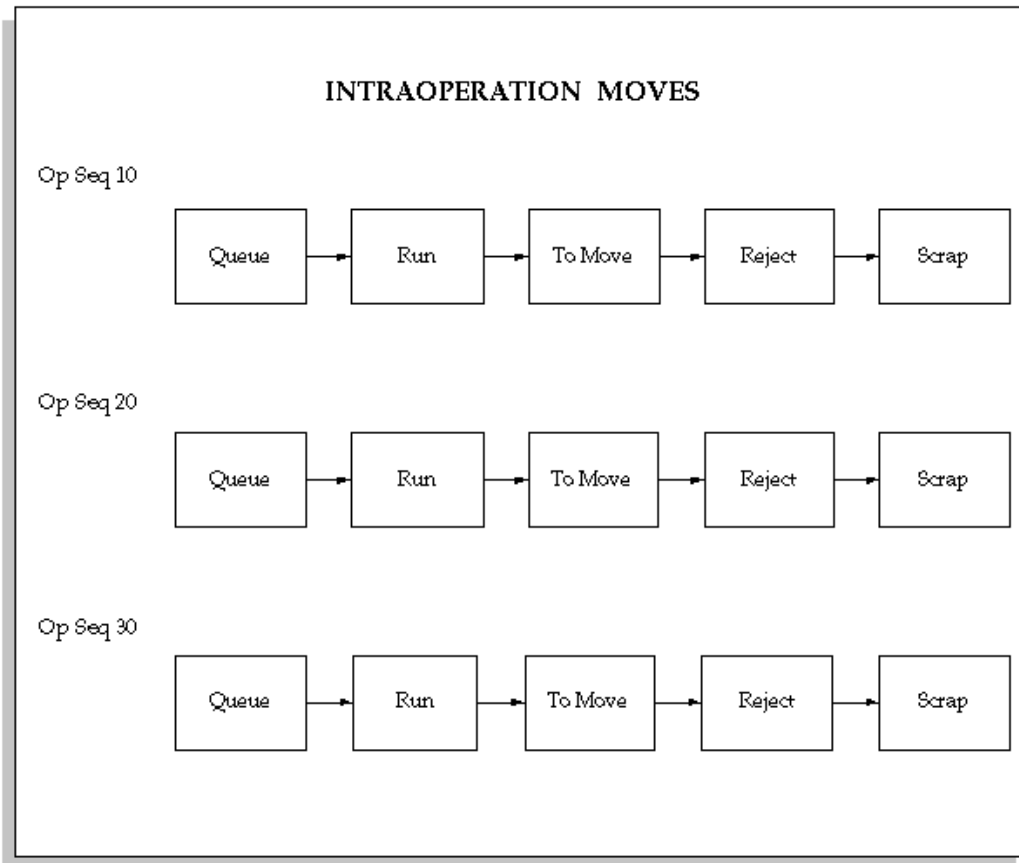 INTRAOPERATION MOVES
Op Seq 10
Queue Run To Move Reject Scrap
Op Seq 20
Queue Run To Move Reject Scrap
Op Seq 30
Queue Run To Move Reject Scrap